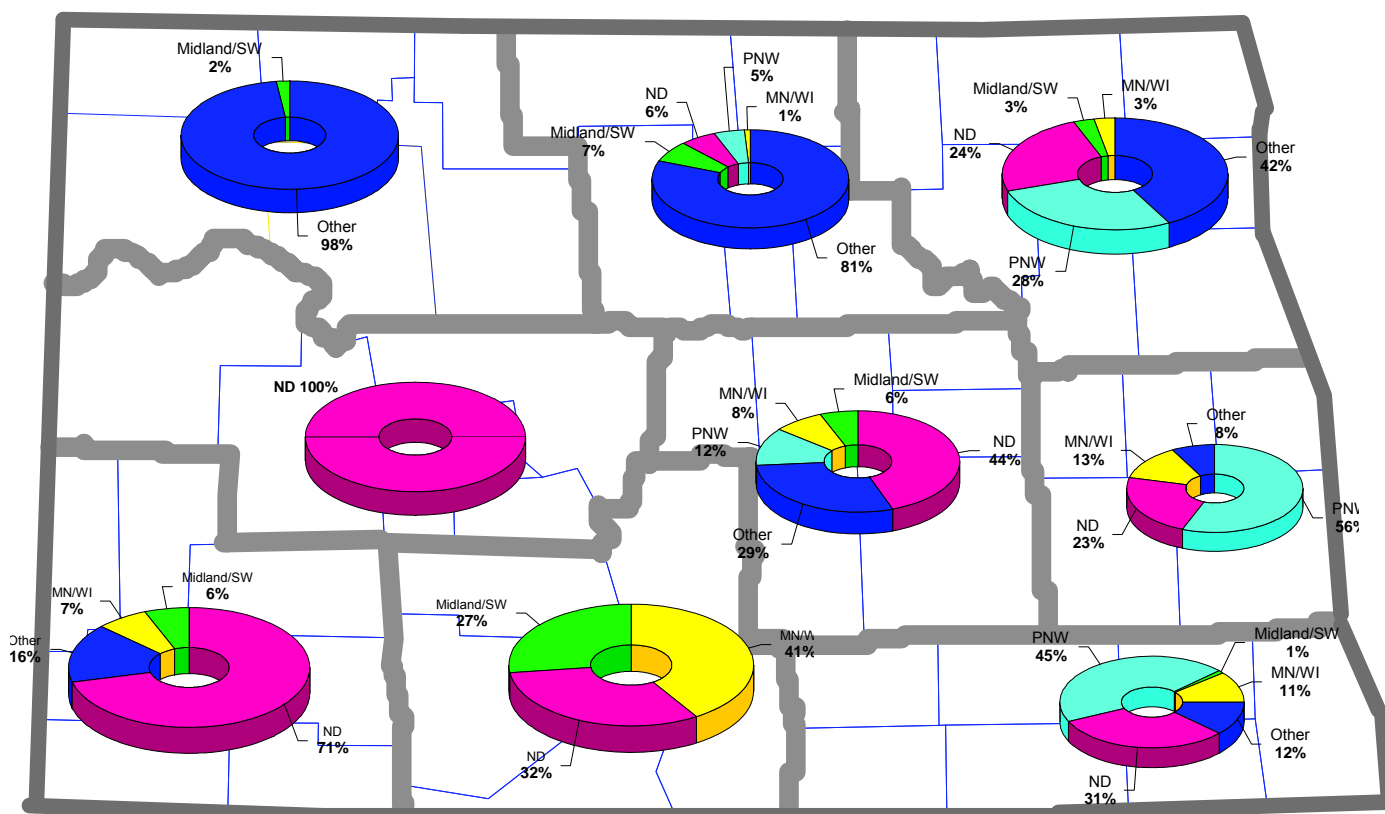 Midland/SW
2%
Other
98%
PNW
5%
ND
6%
MN/WI
1%
Midland/SW
7%
Other
81%
Midland/SW
3%
MN/WI
3%
ND
24%
Other
42%
PNW
28%
ND 100%
Midland/SW
6%
MN/WI
8%
PNW
12%
ND
44%
Other
29%
Other
8%
MN/WI
13%
PN
56%
ND
23%
Midland/SW
6%
MN/WI
7%
Other
16%
ND
71%
Midland/SW
27%
MN/W
41%
ND
32%
PNW
45%
Midland/SW
1%
MN/WI
11%
Other
12%
ND
31%